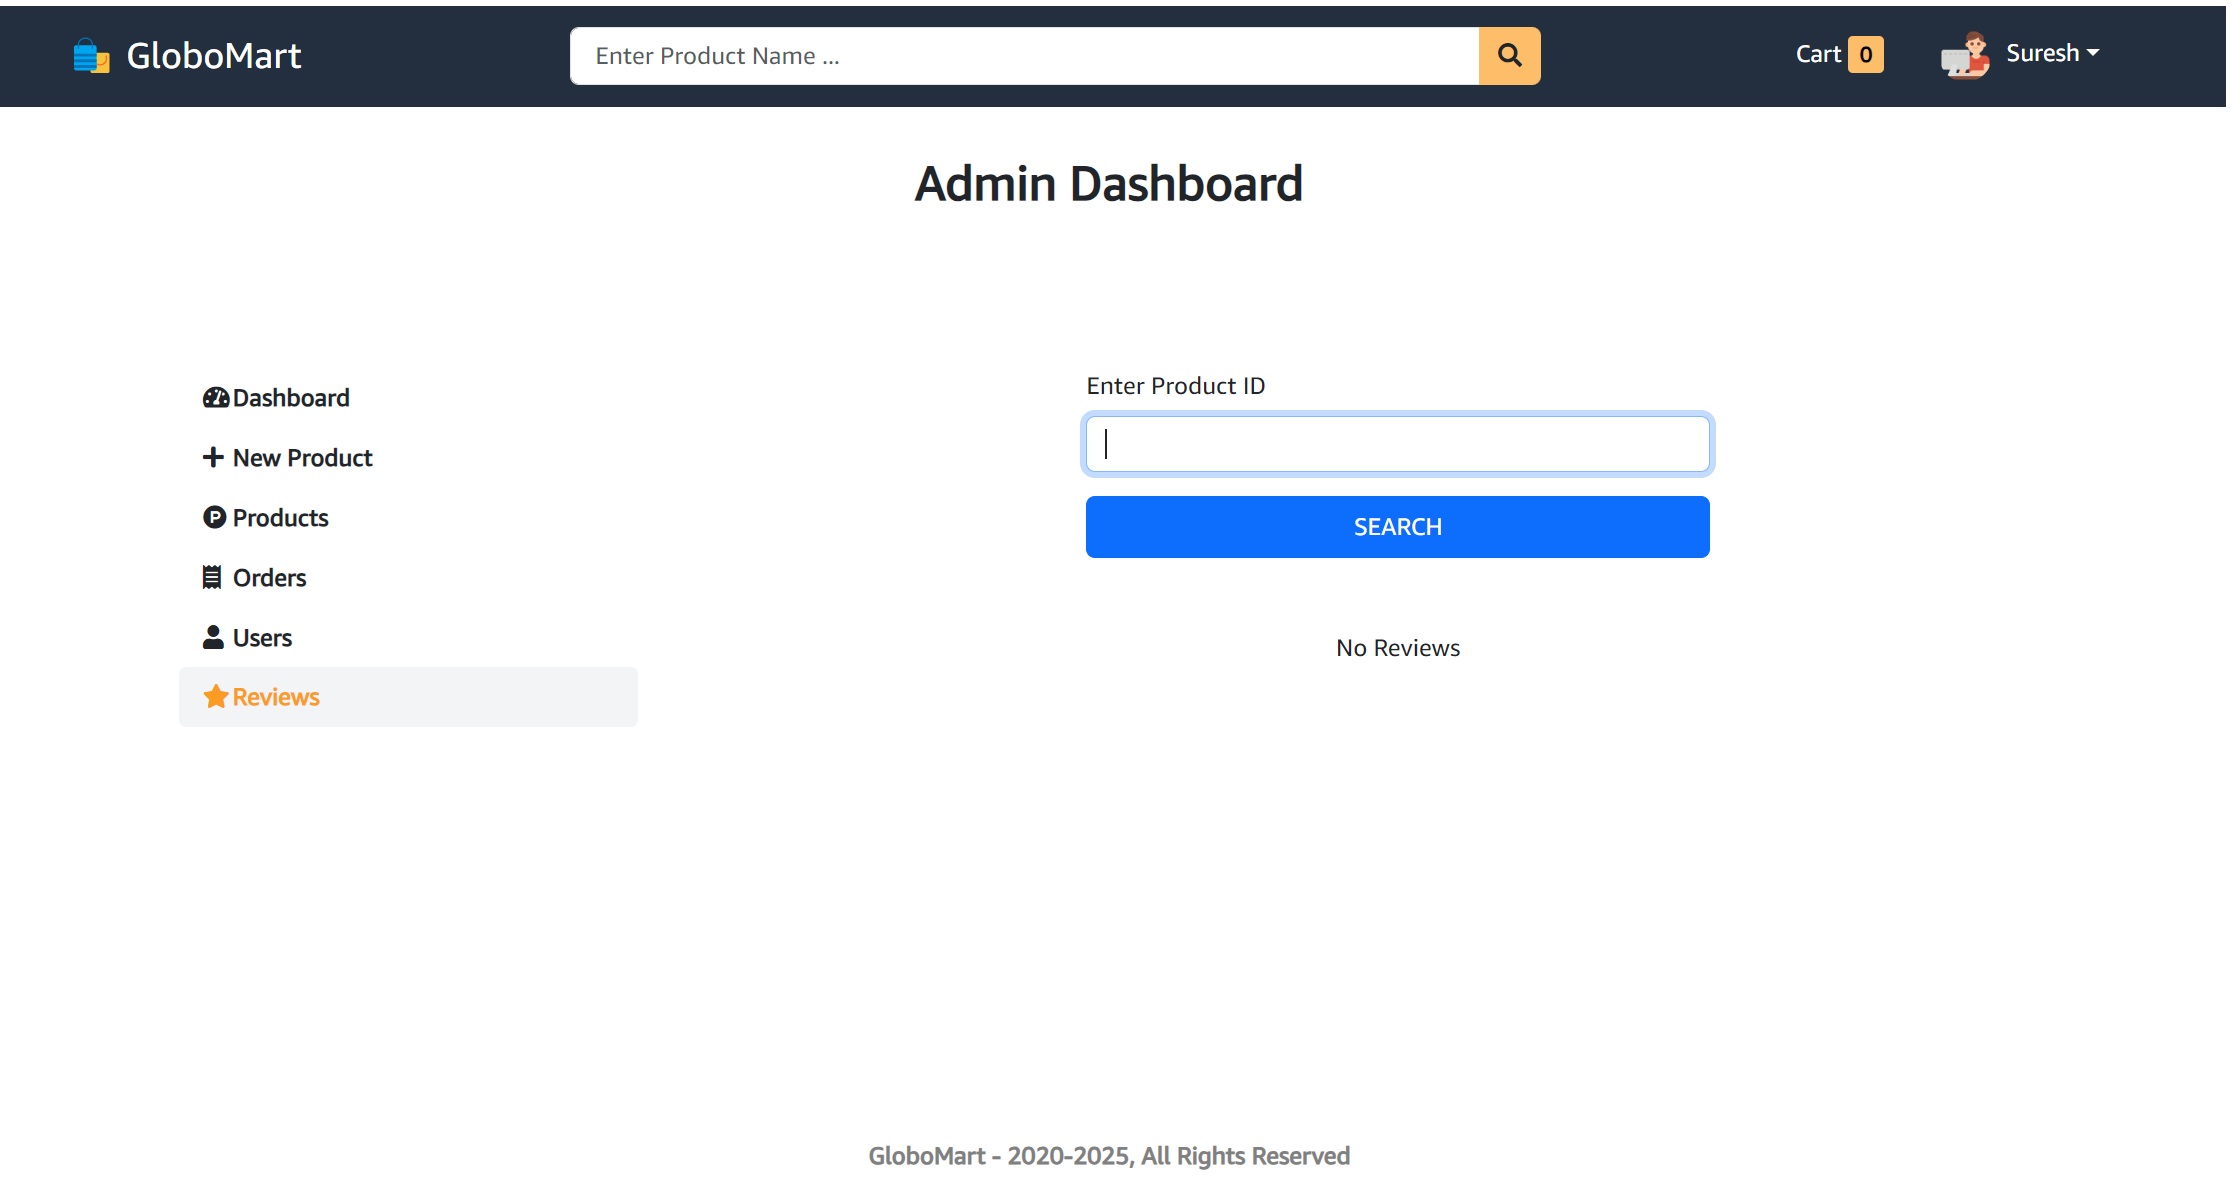 GloboMart
Enter Product Name ...
Cart 0
Suresh
Admin Dashboard
Dashboard
New Product
Products
Orders
Users
Reviews
Enter Product ID
SEARCH
No Reviews
GloboMart - 2020-2025, All Rights Reserved